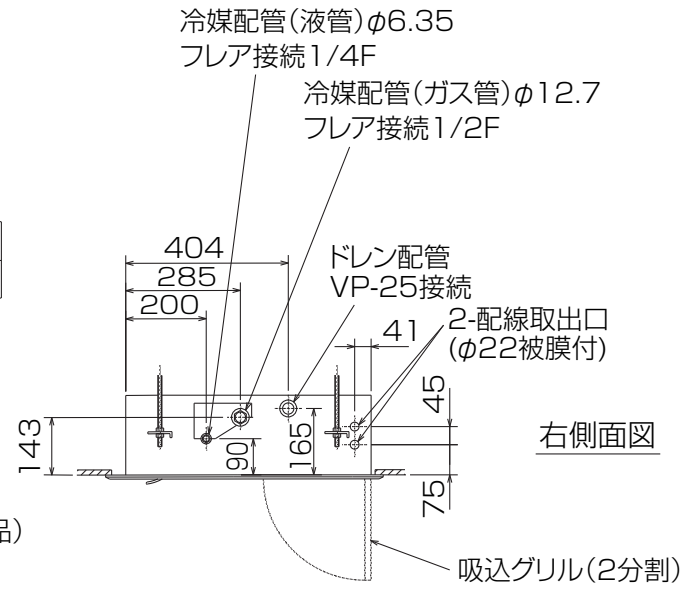 冷媒配管(液管)φ6.35
フレア接続1/4F
冷媒配管(ガス管)φ12.7
フレア接続1/2F
404
285
200
ドレン配管
VP-25接続
41
2-配線取出口
(φ22被膜付)
143
90
165
45
75
右側面図
品)
吸込グリル(2分割)